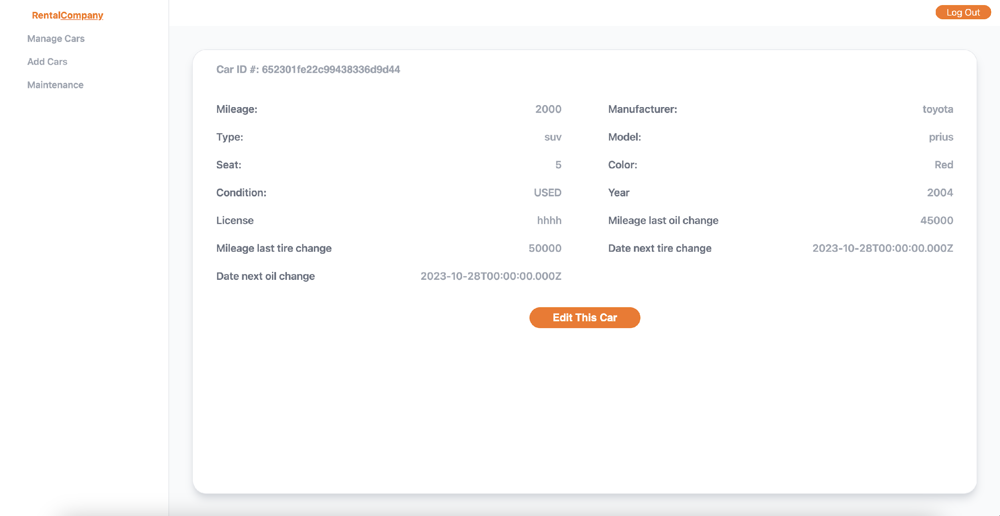 RentalCompany
Log Out
Manage Cars
Add Cars
Maintenance
Car ID #: 652301fe22c99438336d9d44
Mileage: 2000 Manufacturer: toyota
Type: suv Model: prius
Seat: 5 Color: Red
Condition: USED Year 2004
License hhhh Mileage last oil change 45000
Mileage last tire change 50000 Date next tire change 2023-10-28T00:00:00.000Z
Date next oil change 2023-10-28T00:00:00.000Z
Edit This Car